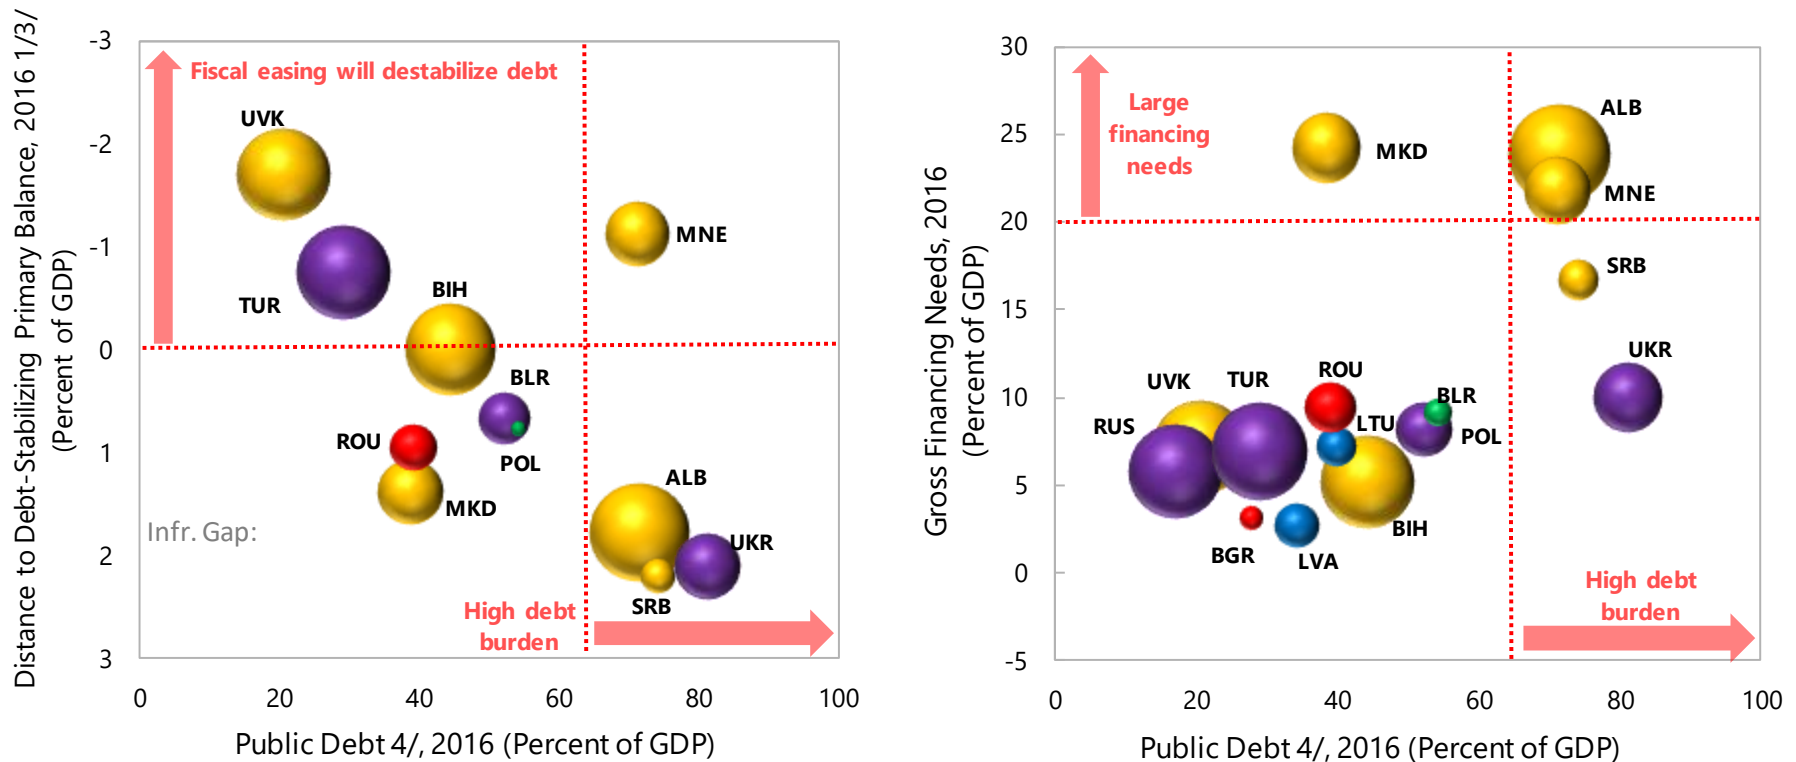 Distance to Debt-Stabilizing Primary Balance, 2016 1/3/
(Percent of GDP)
-3
-2
-1
0
1
2
3
Fiscal easing will destabilize debt
UVK
TUR
BIH
MNE
BLR
ROU
POL
MKD
ALB
UKR
SRB
Infr. Gap:
High debt
burden
0
20
40
60
80
100
Public Debt 4/, 2016 (Percent of GDP)
Gross Financing Needs, 2016
(Percent of GDP)
30
25
20
15
10
5
0
-5
Large
financing
needs
MKD
ALB
MNE
SRB
UKR
UVK
TUR
ROU
BLR
RUS
LTU
POL
BIH
BGR
LVA
High debt
burden
0
20
40
60
80
100
Public Debt 4/, 2016 (Percent of GDP)